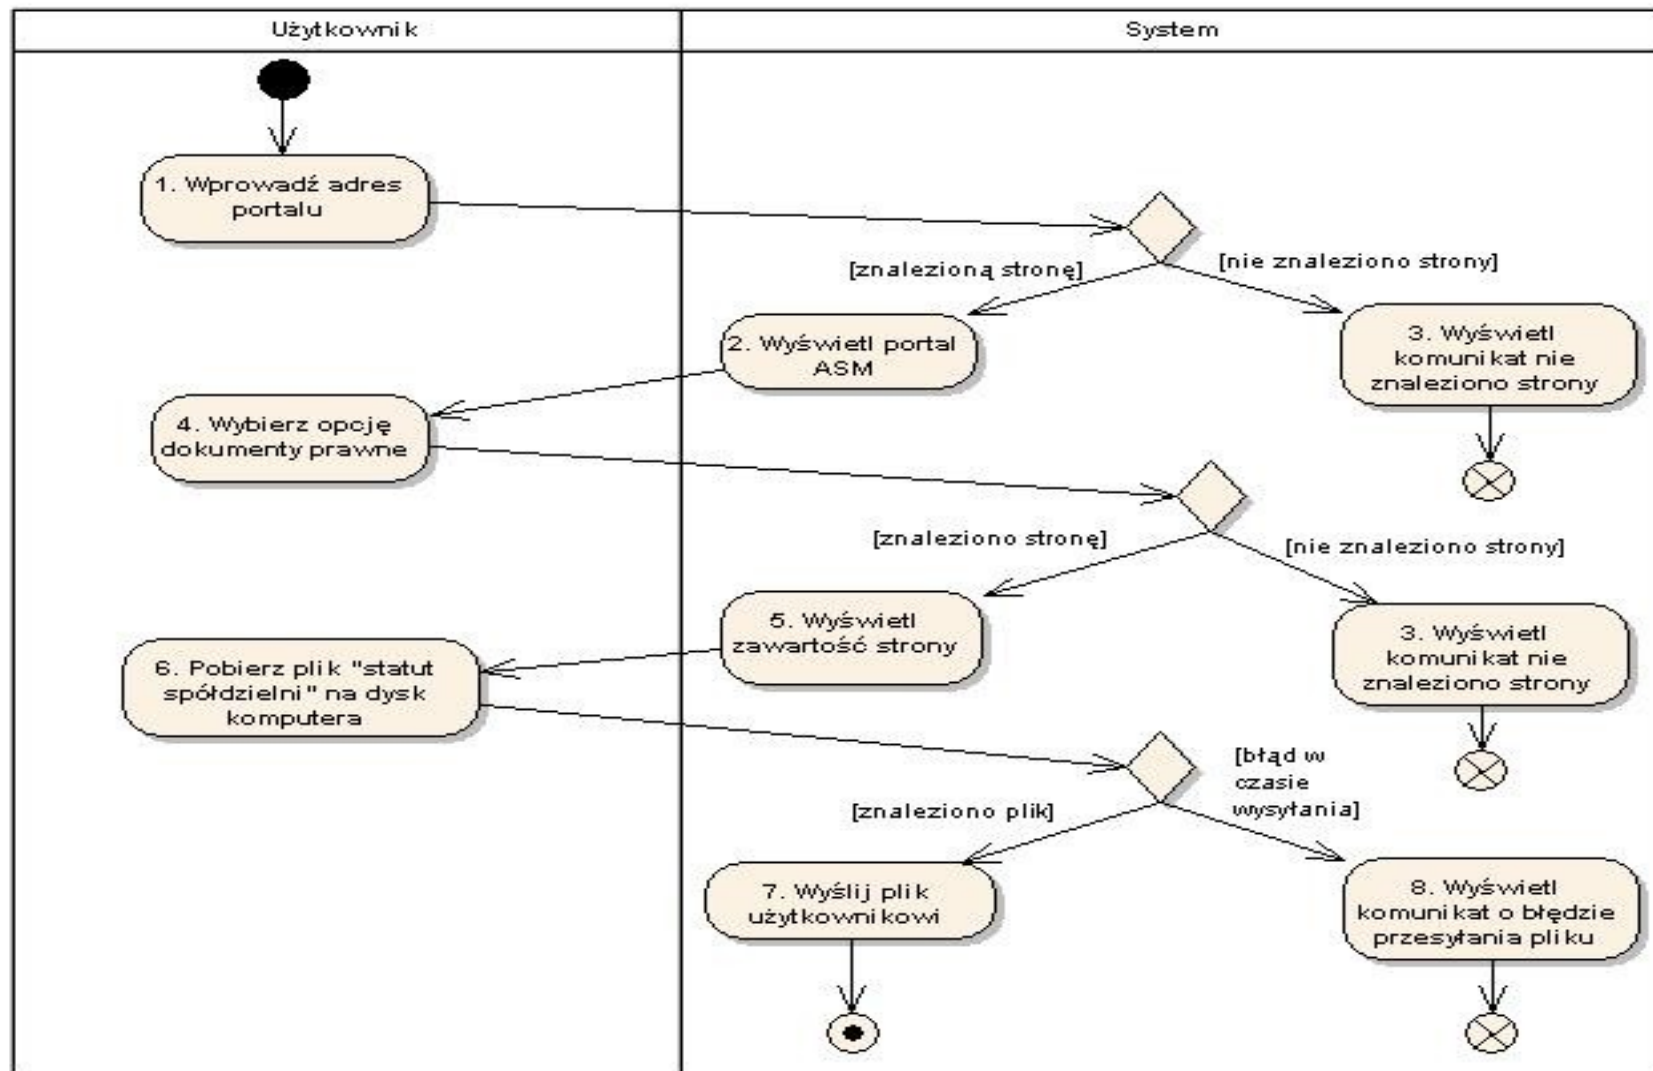 Użytkownik
System
1. Wprowadź adres
portalu
[znalezioną stronę]
[nie znaleziono strony]
2. Wyświetl portal
ASM
3. Wyświetl
komunikat nie
znaleziono strony
4. Wybierz opcję
dokumenty prawne
[znaleziono stronę]
[nie znaleziono strony]
5. Wyświetl
zawartość strony
3. Wyświetl
komunikat nie
znaleziono strony
6. Pobierz plik "statut
spółdzielni" na dysk
komputera
[znaleziono plik]
[błąd w
czasie
wysyłania]
7. Wyślij plik
użytkownikowi
8. Wyświetl
komunikat o błędzie
przesyłania pliku